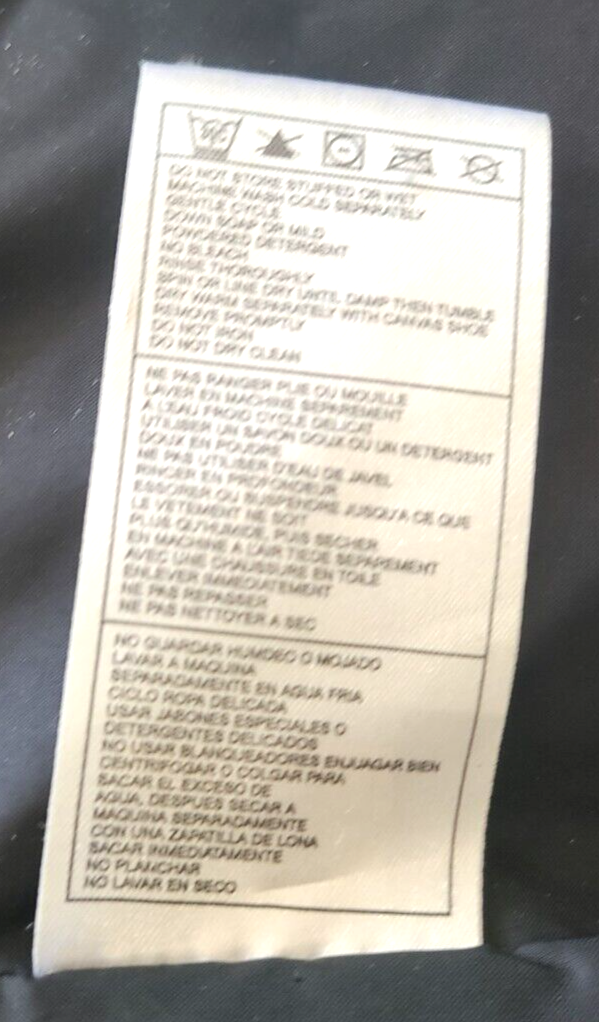 DO NOT STORE STUFFED OR WET
MACHINE WASH COLD SEPARATELY
GENTLE CYCLE
DOWN SOAP OR MILD
POWDERED DETERGENT
NO BLEACH
RINSE THOROUGHLY
SPIN OR LINE DRY UNTIL DAMP THEN TUMBLE
DRY WARM SEPARATELY WITH CANVAS SHOE
REMOVE PROMPTLY
DO NOT IRON
DO NOT DRY CLEAN
NE PAS RANGER PLIE OU MOUILLE
LAVER EN MACHINE SEPAREMENT
A L'EAU FROID CYCLE DELICAT
UTILISER UN SAVON DOUX OU UN DETERGENT
DOUX EN POUDRE
NE PAS UTILISER D'EAU DE JAVEL
RINCER EN PROFONDEUR
ESSORER OU SUSPENDRE JUSQU'A CE QUE
LE VETEMENT NE SOIT
PLUS QU'HUMIDE, PUIS SECHER
EN MACHINE A L'AIR TIEDE SEPAREMENT
AVEC UNE CHAUSSURE EN TOILE
ENLEVER IMMEDIATEMENT
NE PAS REPASSER
NE PAS NETTOYER A SEC
NO GUARDAR HUMDEO O MOJADO
LAVAR A MAQUINA
SEPARADAMENTE EN AGUA FRIA
CICLO ROPA DELICADA
USAR JABONES ESPECIALES O
DETERGENTES DELICADOS
NO USAR BLANQUEADORES ENJUAGAR BIEN
CENTRIFOGAR O COLGAR PARA
SACAR EL EXCESO DE
AGUA, DESPUES SECAR A
MAQUINA SEPARADAMENTE
CON UNA ZAPATILLA DE LONA
SACAR INMEDIATAMENTE
NO PLANCHAR
NO LAVAR EN SECO